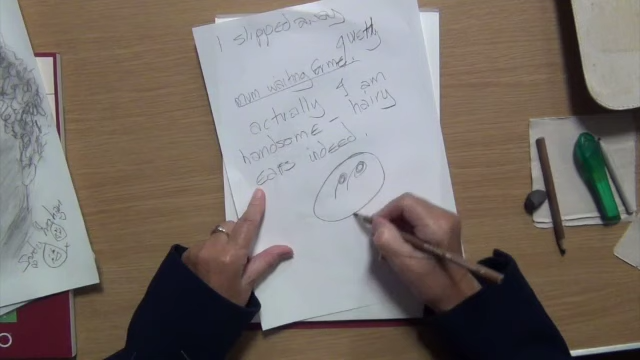 I slipped away
quietly
mum waiting for me.
actually I am
handsome - hairy
ears indeed.